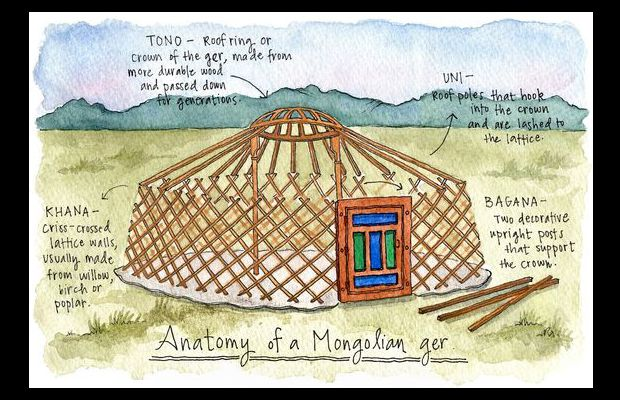 TONO - Roof ring or
crown of the ger, made from
more durable wood
and passed down
for generations.
UNI -
Roof poles that hook
into the crown
and are lashed to
the lattice.
KHANA -
Criss-crossed
lattice walls,
usually made
from willow,
birch or
poplar.
BAGANA -
Two decorative
upright posts
that support
the crown.
Anatomy of a Mongolian ger